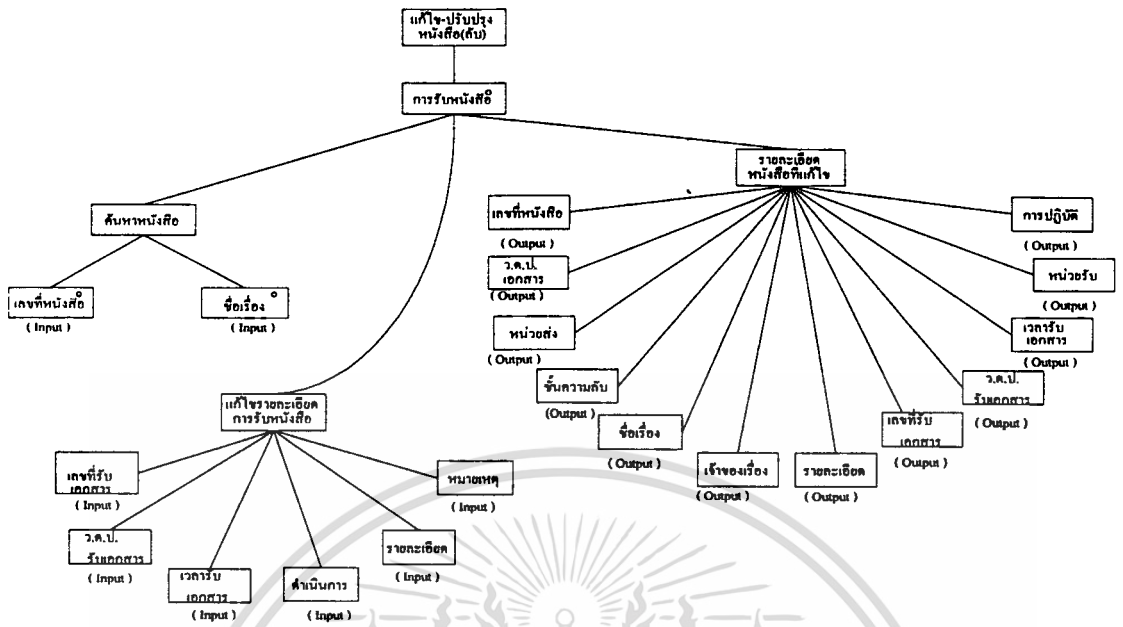 แก้ไข-ปรับปรุง
หนังสือ(ลับ)
การรับหนังสือ
รายละเอียด
หนังสือที่แก้ไข
ค้นหาหนังสือ
เลขที่หนังสือ
(Input)
ชื่อเรื่อง
(Input)
เลขที่หนังสือ
(Output)
ว.ด.ป.
เอกสาร
(Output)
หน่วยส่ง
(Output)
ชั้นความลับ
(Output)
ชื่อเรื่อง
(Output)
เจ้าของเรื่อง
(Output)
รายละเอียด
(Output)
เลขที่รับ
เอกสาร
(Output)
ว.ด.ป.
รับเอกสาร
(Output)
เวลารับ
เอกสาร
(Output)
หน่วยรับ
(Output)
การปฏิบัติ
(Output)
แก้ไขรายละเอียด
การรับหนังสือ
เลขที่รับ
เอกสาร
(Input)
ว.ด.ป.
รับเอกสาร
(Input)
เวลารับ
เอกสาร
(Input)
ดำเนินการ
(Input)
รายละเอียด
(Input)
หมายเหตุ
(Input)